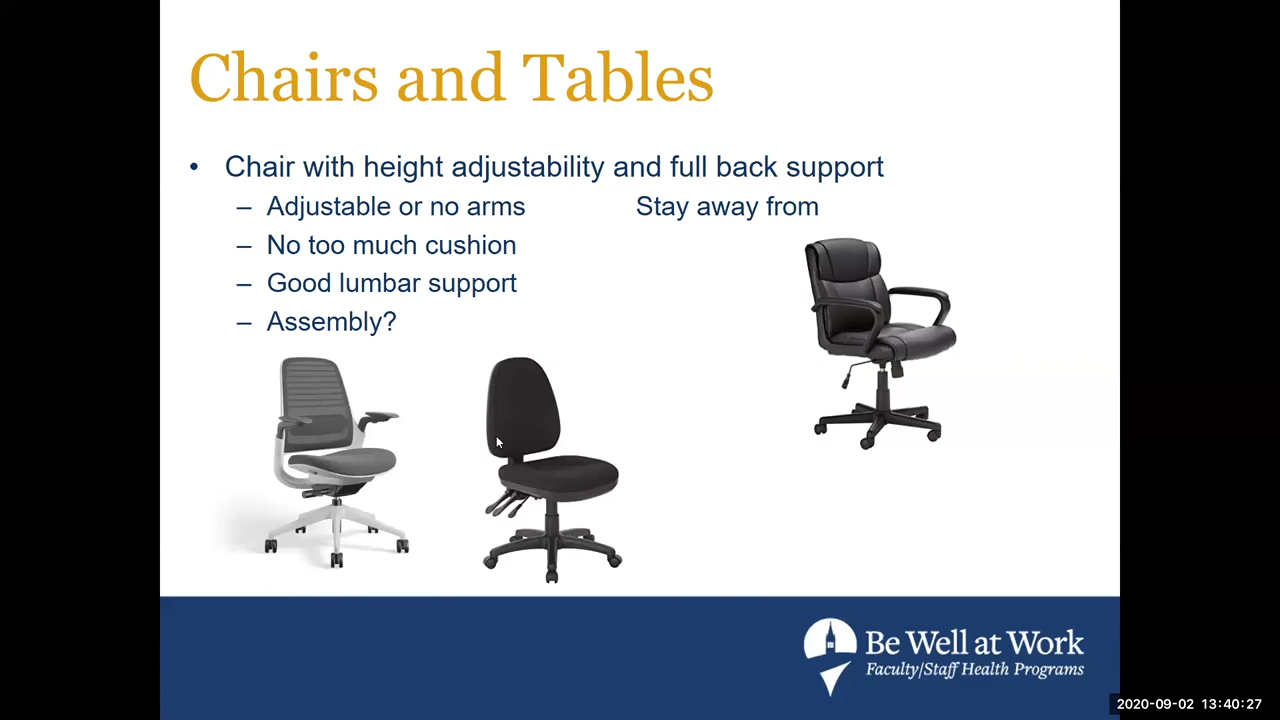 Chairs and Tables
• Chair with height adjustability and full back support
– Adjustable or no arms
– No too much cushion
– Good lumbar support
– Assembly?
Stay away from
Be Well at Work
Faculty/Staff Health Programs
2020-09-02 13:40:27